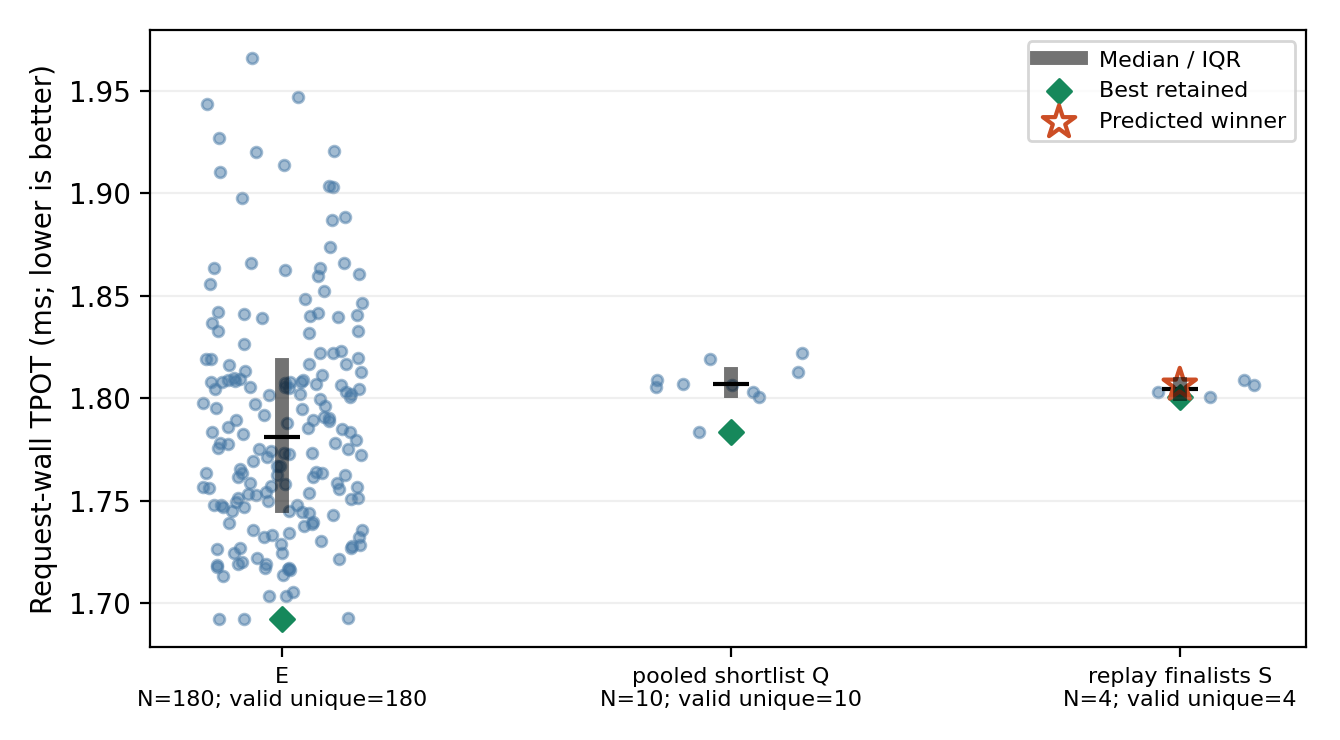 Request-wall TPOT (ms; lower is better)
1.95
1.90
1.85
1.80
1.75
1.70
Median / IQR
Best retained
Predicted winner
E
N=180; valid unique=180
pooled shortlist Q
N=10; valid unique=10
replay finalists S
N=4; valid unique=4